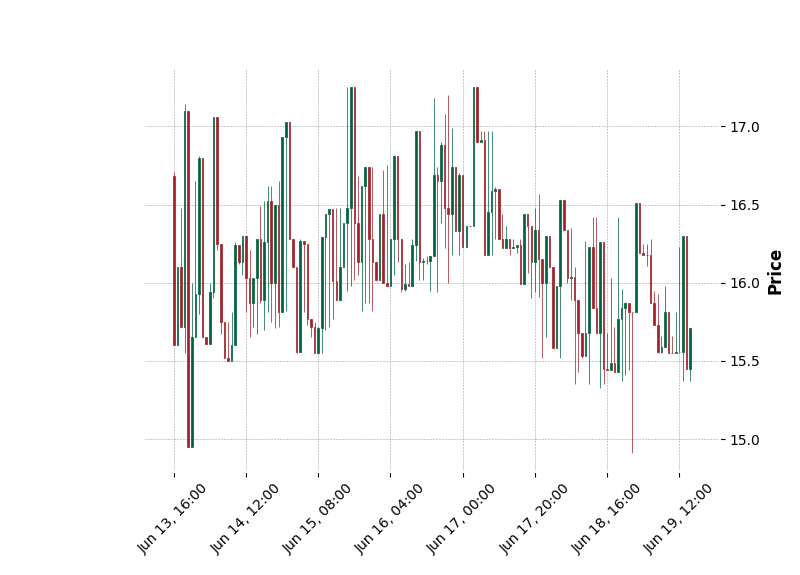 17.0
16.5
16.0
15.5
15.0
Price
Jun 13, 16:00
Jun 14, 12:00
Jun 15, 08:00
Jun 16, 04:00
Jun 17, 00:00
Jun 17, 20:00
Jun 18, 16:00
Jun 19, 12:00